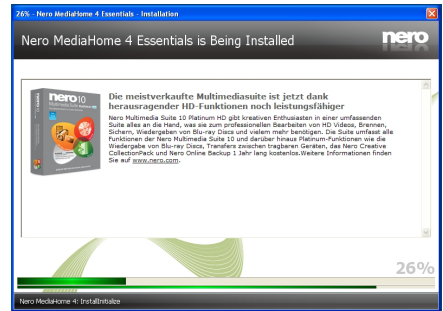 26% - Nero MediaHome 4 Essentials - Installation
Nero MediaHome 4 Essentials is Being Installed
nero
nero10
Die meistverkaufte Multimediasuite ist jetzt dank
herausragender HD-Funktionen noch leistungsfähiger
Nero Multimedia Suite 10 Platinum HD gibt kreativen Enthusiasten in einer umfassenden
Suite alles an die Hand, was sie zum professionellen Bearbeiten von HD Videos, Brennen,
Sichern, Wiedergeben von Blu-ray Discs und vielem mehr benötigen. Die Suite umfasst alle
Funktionen der Nero Multimedia Suite 10 und darüber hinaus Platinum-Funktionen wie die
Wiedergabe von Blu-ray Discs, Transfers zwischen tragbaren Geräten, das Nero Creative
CollectionPack und Nero Online Backup 1 Jahr lang kostenlos.Weitere Informationen finden
Sie auf www.nero.com.
26%
Nero MediaHome 4: InstallInitialize